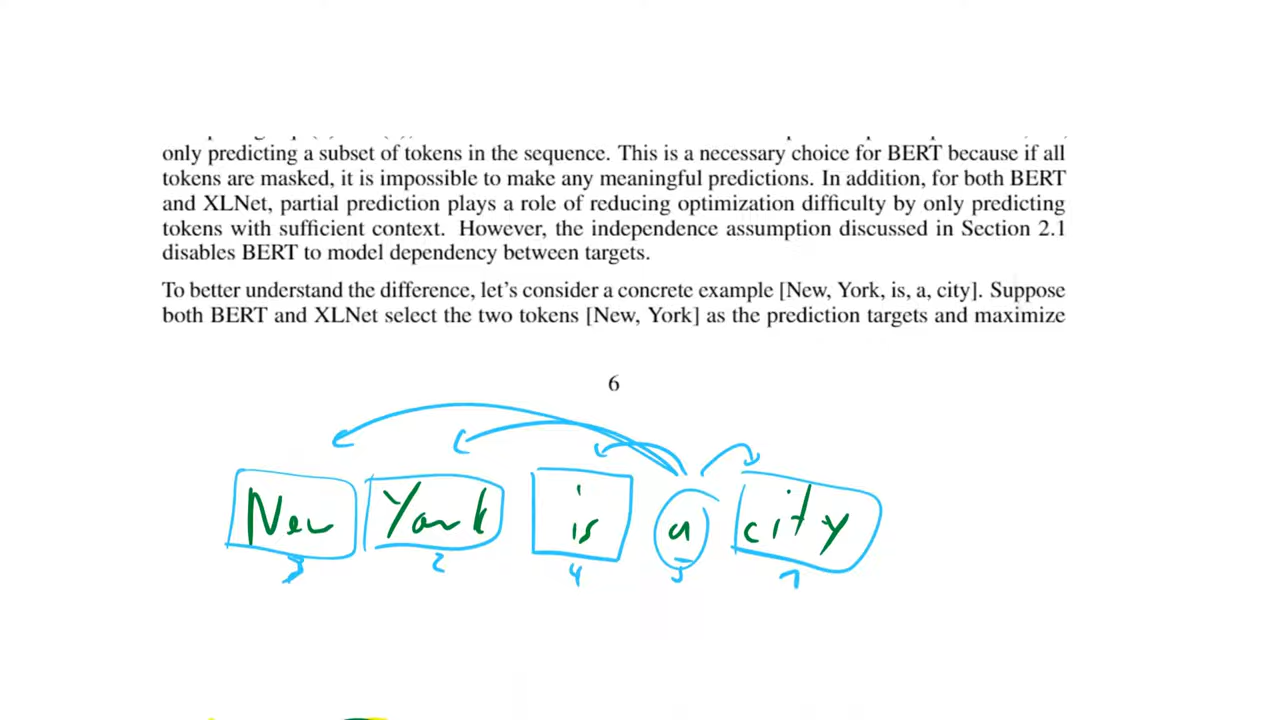 only predicting a subset of tokens in the sequence. This is a necessary choice for BERT because if all
tokens are masked, it is impossible to make any meaningful predictions. In addition, for both BERT
and XLNet, partial prediction plays a role of reducing optimization difficulty by only predicting
tokens with sufficient context. However, the independence assumption discussed in Section 2.1
disables BERT to model dependency between targets.
To better understand the difference, let's consider a concrete example [New, York, is, a, city]. Suppose
both BERT and XLNet select the two tokens [New, York] as the prediction targets and maximize
6
New York is a city
3 2 4 5 1